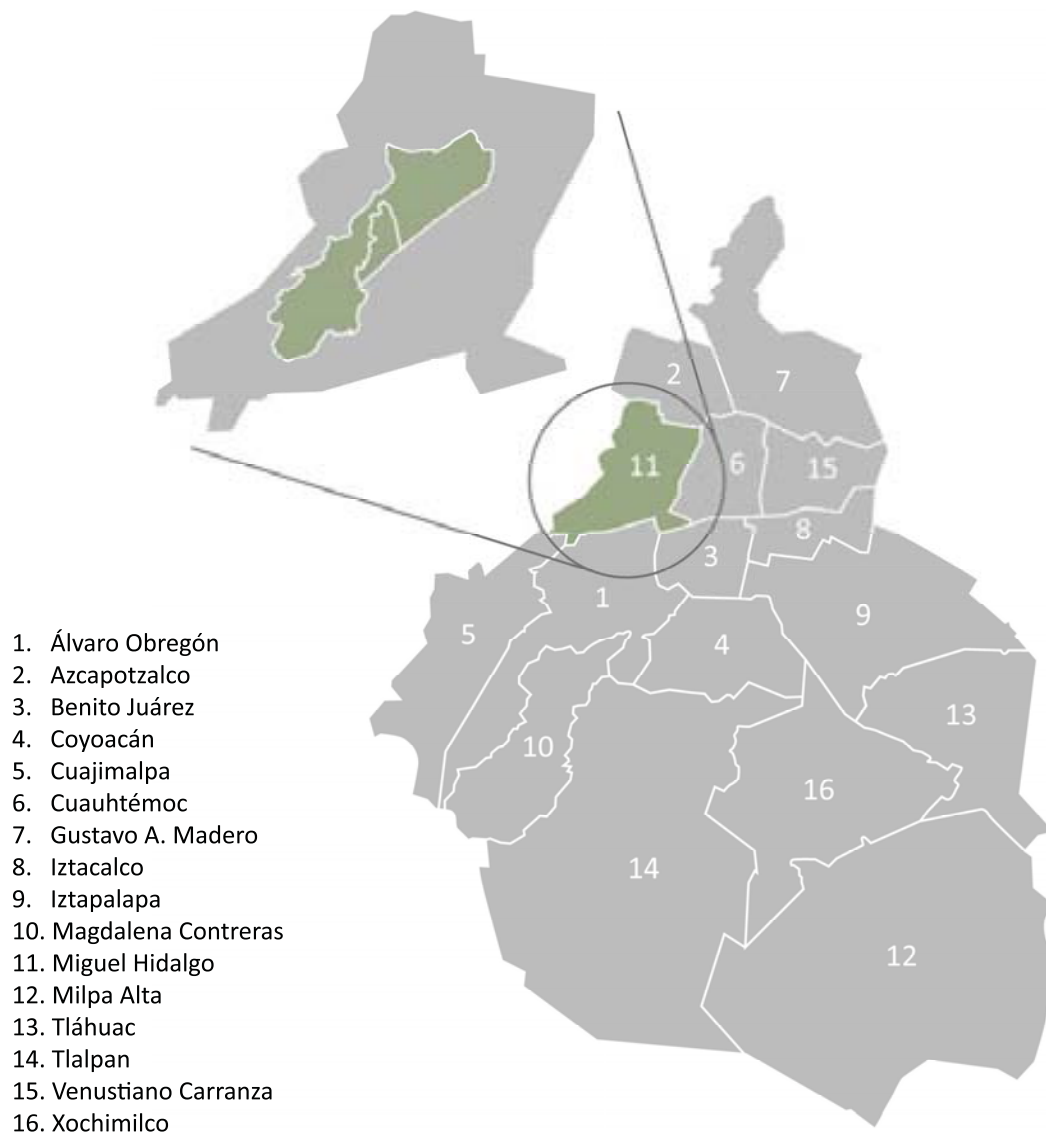 2
7
11
6
15
8
3
1
9
5
4
13
10
16
14
12
1. Álvaro Obregón
2. Azcapotzalco
3. Benito Juárez
4. Coyoacán
5. Cuajimalpa
6. Cuauhtémoc
7. Gustavo A. Madero
8. Iztacalco
9. Iztapalapa
10. Magdalena Contreras
11. Miguel Hidalgo
12. Milpa Alta
13. Tláhuac
14. Tlalpan
15. Venustiano Carranza
16. Xochimilco